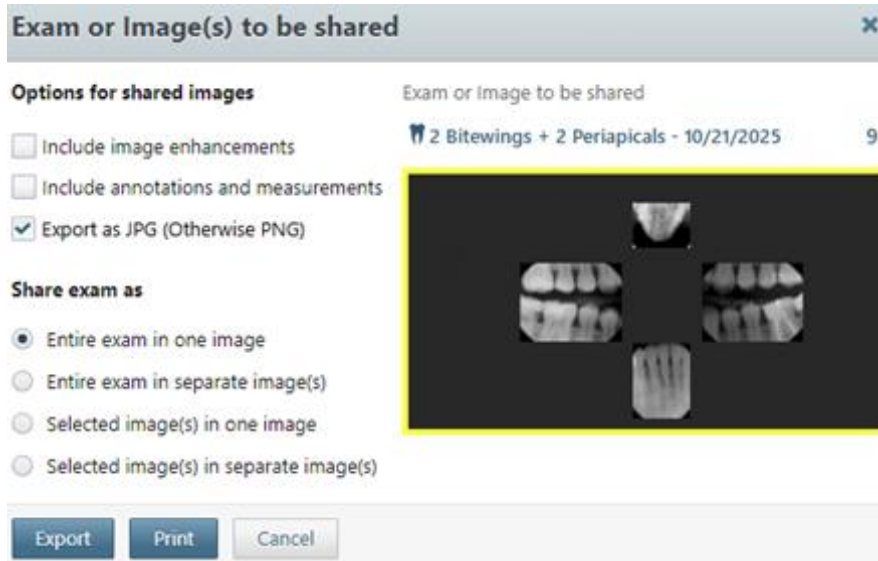 Exam or Image(s) to be shared
Options for shared images
Include image enhancements
Include annotations and measurements
Export as JPG (Otherwise PNG)
Share exam as
Entire exam in one image
Entire exam in separate image(s)
Selected image(s) in one image
Selected image(s) in separate image(s)
Exam or Image to be shared
2 Bitewings + 2 Periapicals - 10/21/2025 9
Export Print Cancel